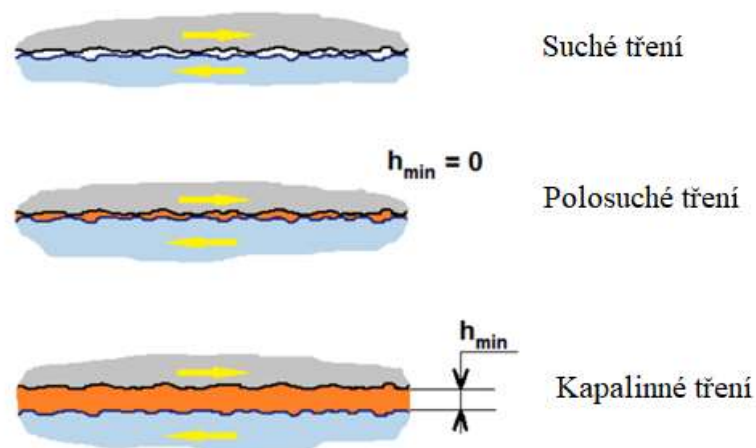 Suché tření
h_min = 0
Polosuché tření
h_min
Kapalinné tření